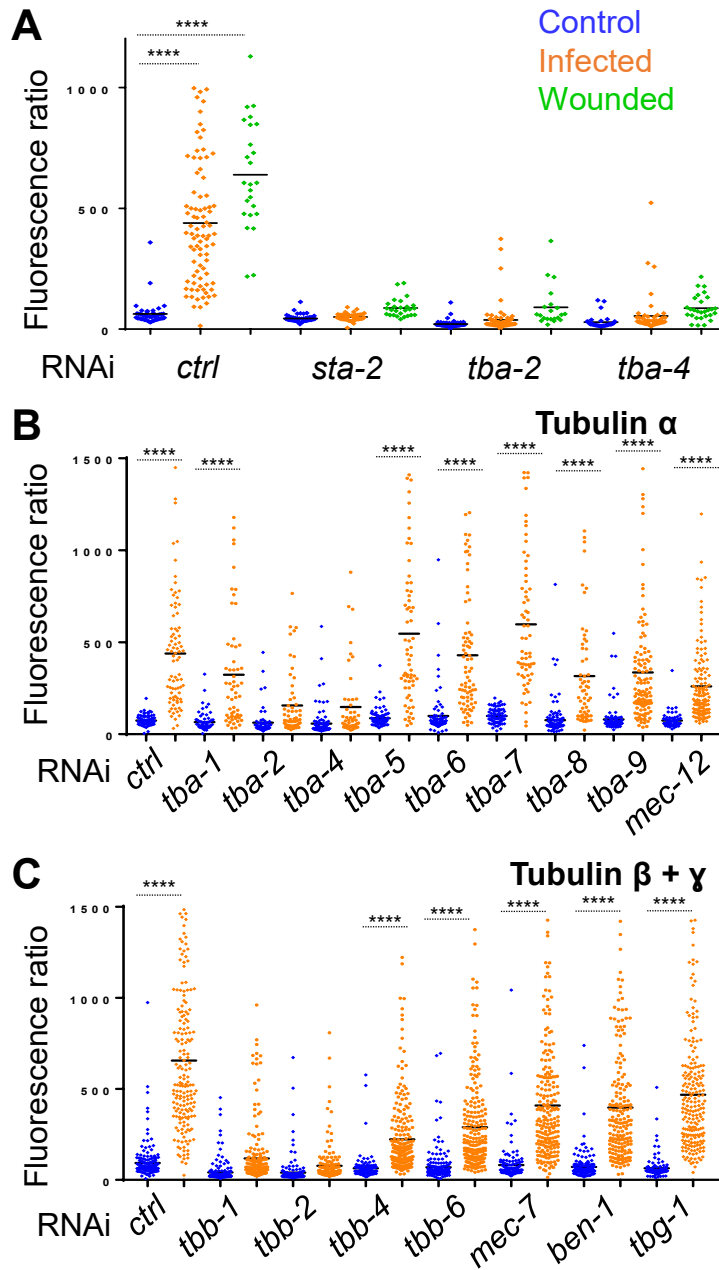 A
****
****
Control
Infected
Wounded
Fluorescence ratio
1000
500
0
RNAi
ctrl
sta-2
tba-2
tba-4
B
Tubulin α
****
****
****
****
****
****
****
****
Fluorescence ratio
1500
1000
500
0
RNAi
ctrl
tba-1
tba-2
tba-4
tba-5
tba-6
tba-7
tba-8
tba-9
mec-12
C
Tubulin β + ɣ
****
****
****
****
****
****
Fluorescence ratio
1500
1000
500
0
RNAi
ctrl
tbb-1
tbb-2
tbb-4
tbb-6
mec-7
ben-1
tbg-1